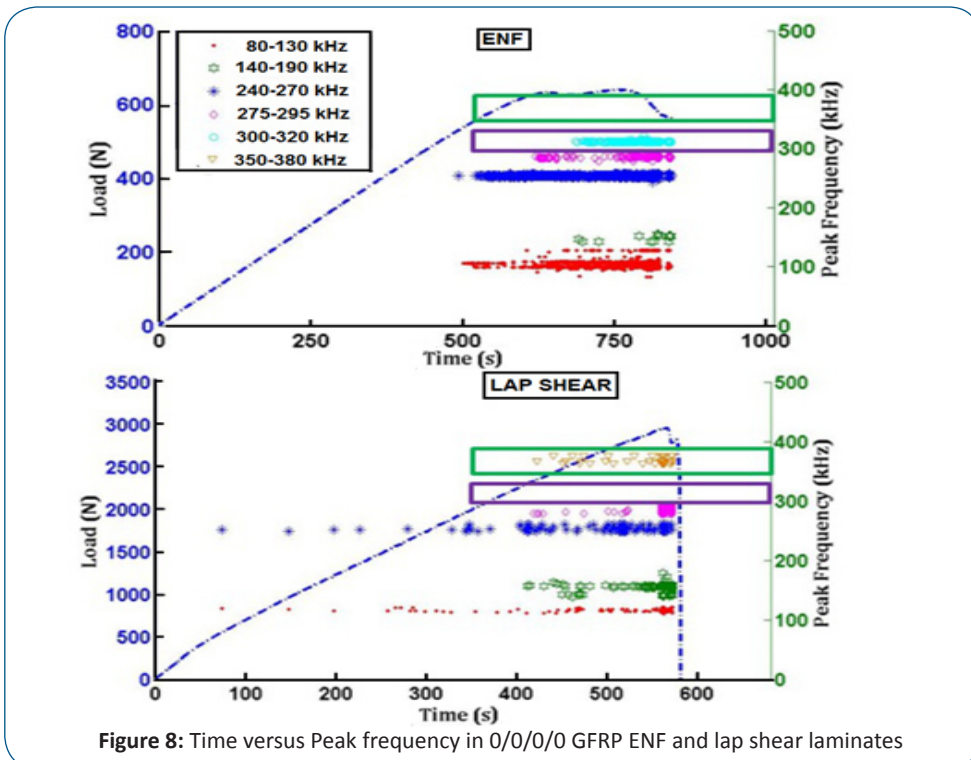 ENF
80-130 kHz
140-190 kHz
240-270 kHz
275-295 kHz
300-320 kHz
350-380 kHz
Load (N)
800
600
400
200
0
Peak Frequency (kHz)
500
400
300
200
100
0
0
250
500
750
1000
Time (s)
LAP SHEAR
Load (N)
3500
3000
2500
2000
1500
1000
500
0
Peak Frequency (kHz)
500
400
300
200
100
0
0
100
200
300
400
500
600
Time (s)
Figure 8: Time versus Peak frequency in 0/0/0/0 GFRP ENF and lap shear laminates